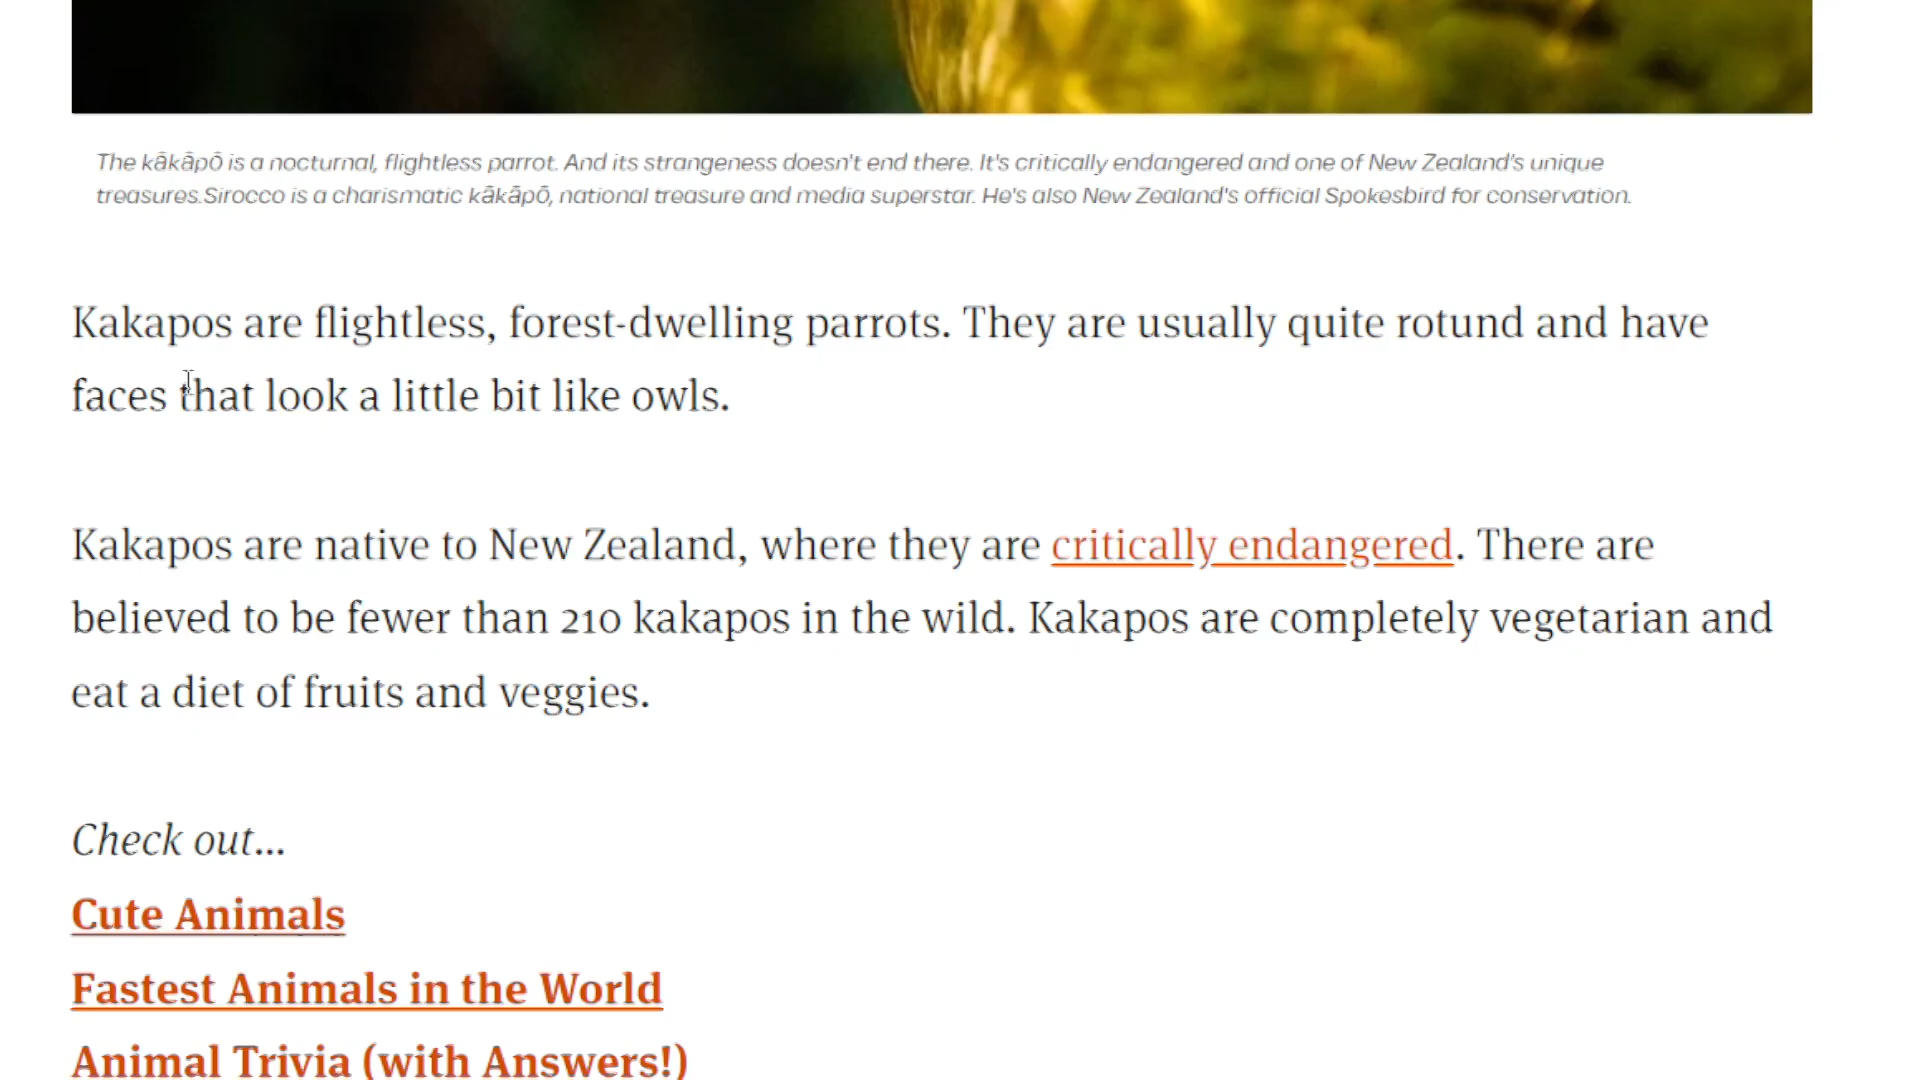 The kākāpō is a nocturnal, flightless parrot. And its strangeness doesn't end there. It's critically endangered and one of New Zealand's unique
treasures.Sirocco is a charismatic kākāpō, national treasure and media superstar. He's also New Zealand's official Spokesbird for conservation.
Kakapos are flightless, forest-dwelling parrots. They are usually quite rotund and have
faces that look a little bit like owls.
Kakapos are native to New Zealand, where they are critically endangered. There are
believed to be fewer than 210 kakapos in the wild. Kakapos are completely vegetarian and
eat a diet of fruits and veggies.
Check out...
Cute Animals
Fastest Animals in the World
Animal Trivia (with Answers!)